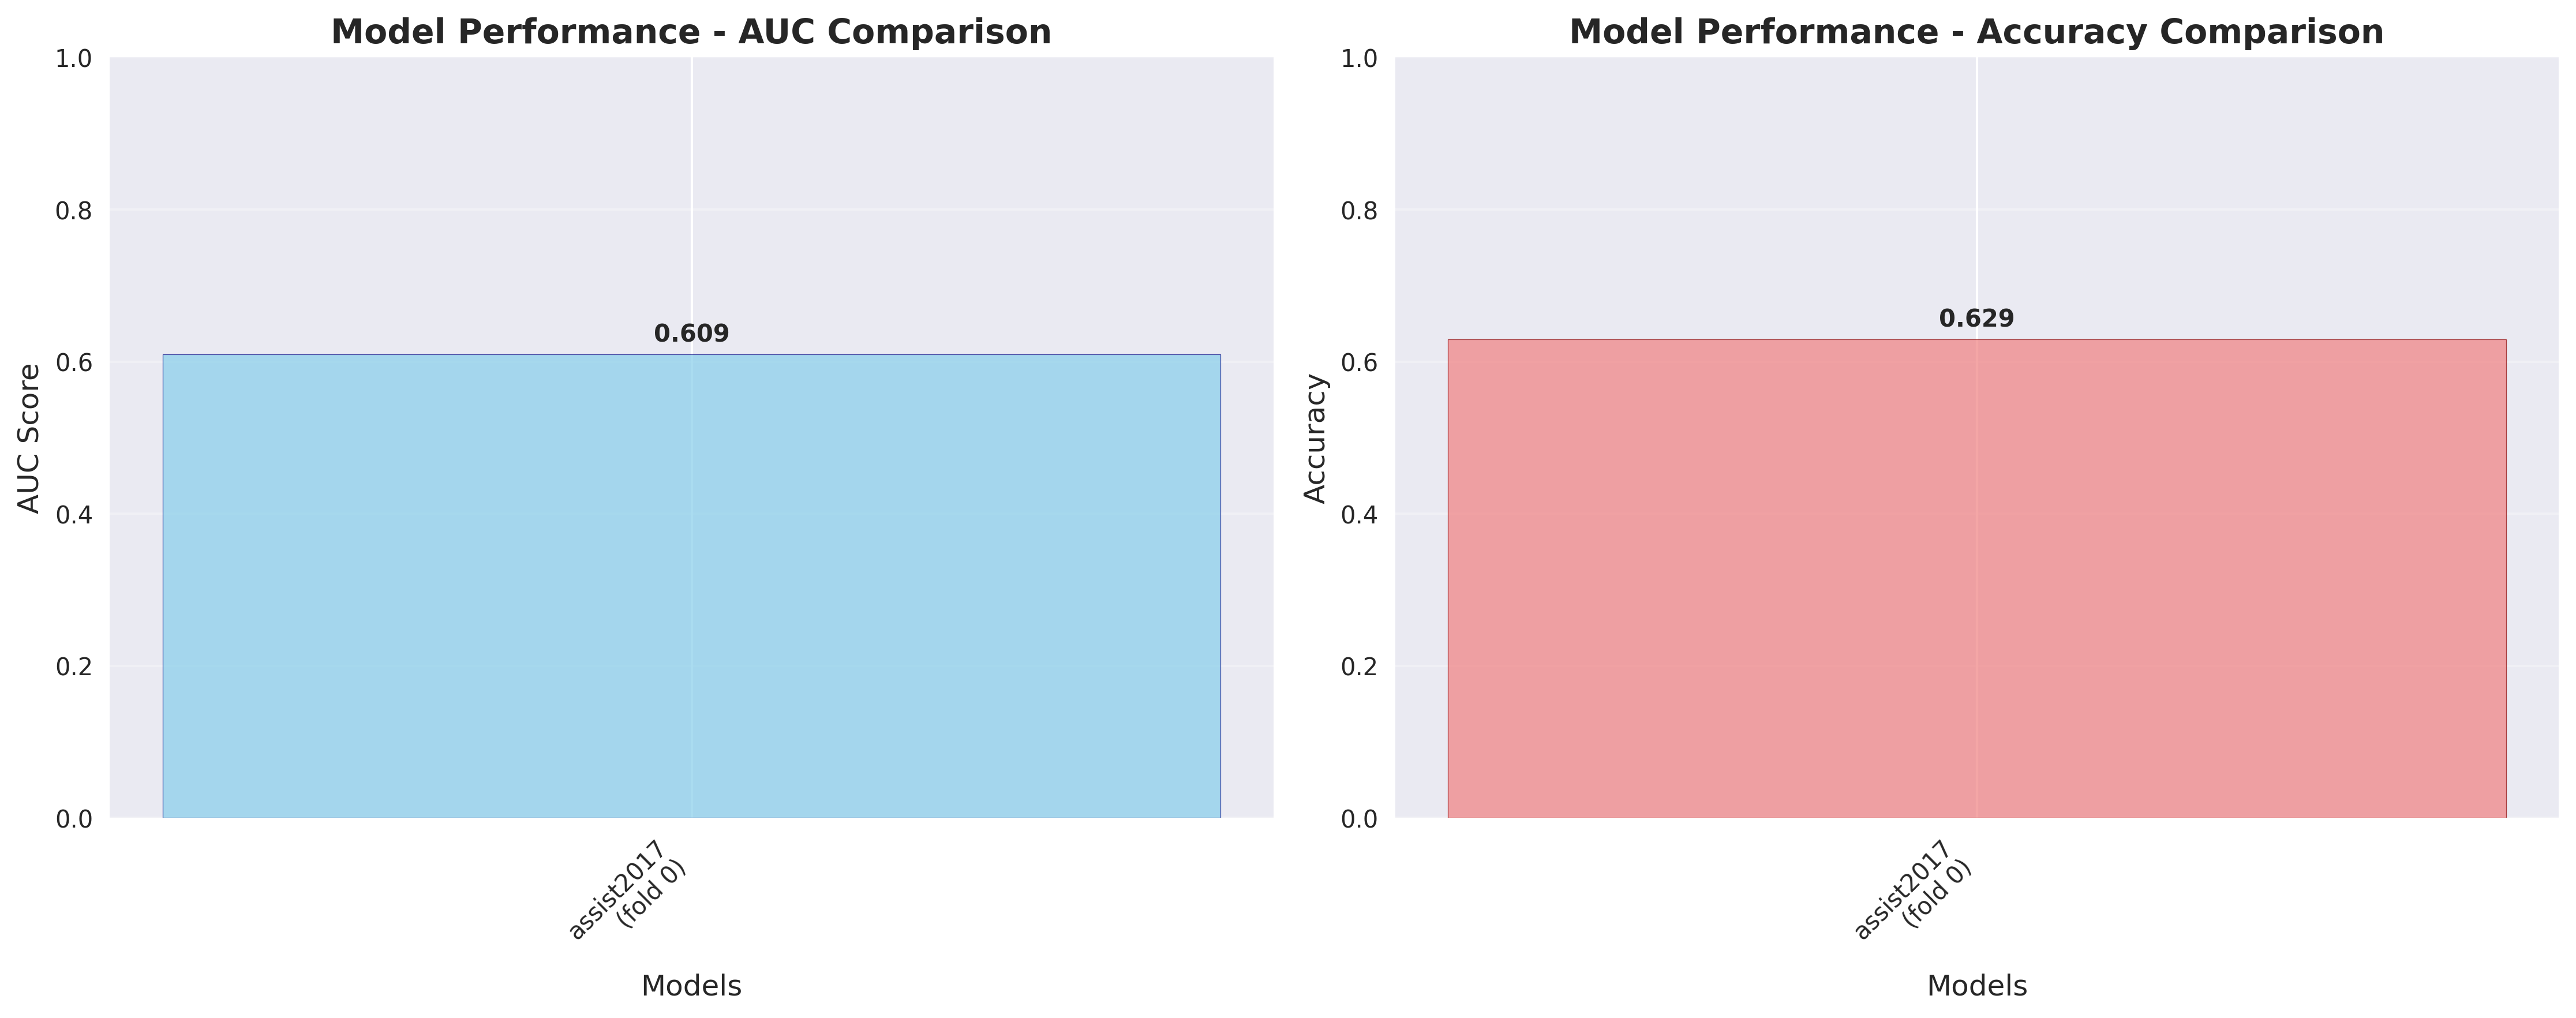 Model Performance - AUC Comparison
1.0
0.8
0.6
0.4
0.2
0.0
AUC Score
0.609
assist2017
(fold 0)
Models
Model Performance - Accuracy Comparison
1.0
0.8
0.6
0.4
0.2
0.0
Accuracy
0.629
assist2017
(fold 0)
Models